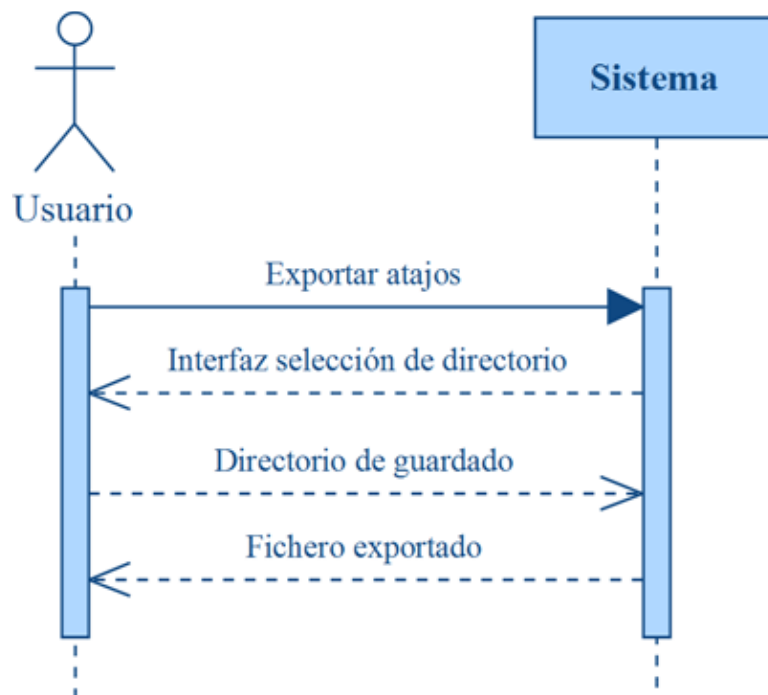 Sistema
Usuario
Exportar atajos
Interfaz selección de directorio
Directorio de guardado
Fichero exportado